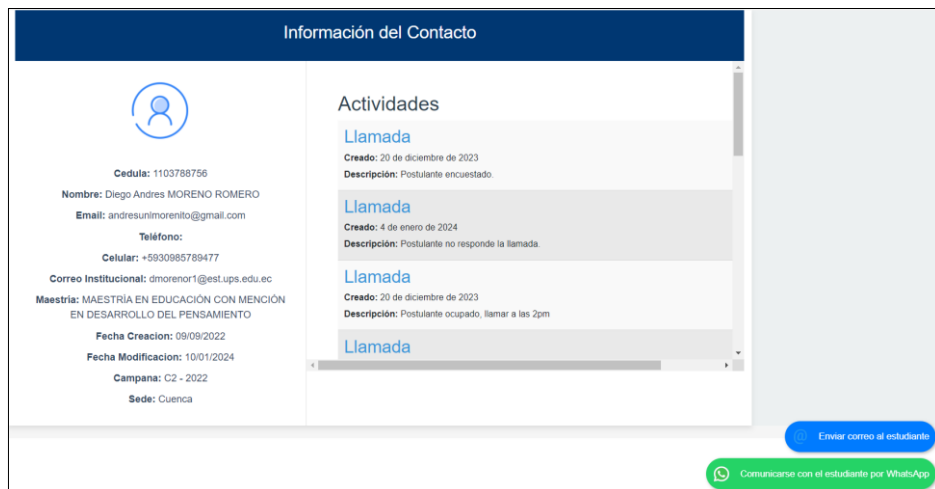 Información del Contacto
Cedula: 1103788756
Nombre: Diego Andres MORENO ROMERO
Email: andresunlmorenito@gmail.com
Teléfono:
Celular: +5930985789477
Correo Institucional: dmorenor1@est.ups.edu.ec
Maestria: MAESTRÍA EN EDUCACIÓN CON MENCIÓN
EN DESARROLLO DEL PENSAMIENTO
Fecha Creacion: 09/09/2022
Fecha Modificacion: 10/01/2024
Campana: C2 - 2022
Sede: Cuenca
Actividades
Llamada
Creado: 20 de diciembre de 2023
Descripción: Postulante encuestado.
Llamada
Creado: 4 de enero de 2024
Descripción: Postulante no responde la llamada.
Llamada
Creado: 20 de diciembre de 2023
Descripción: Postulante ocupado, llamar a las 2pm
Llamada
@ Enviar correo al estudiante
Comunicarse con el estudiante por WhatsApp